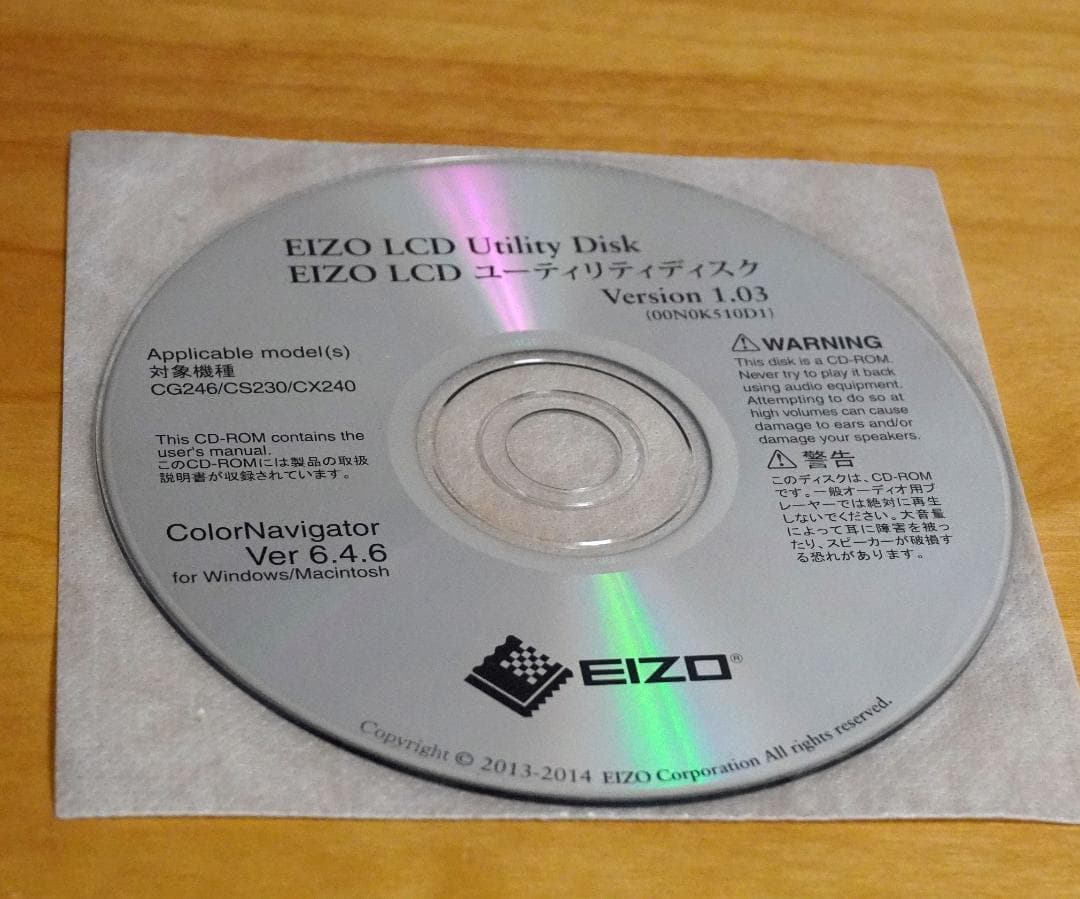 EIZO LCD Utility Disk
EIZO LCD ユーティリティディスク
Version 1.03
(00N0K510D1)
Applicable model(s)
対象機種
CG246/CS230/CX240
This CD-ROM contains the
user's manual.
このCD-ROMには製品の取扱
説明書が収録されています。
ColorNavigator
Ver 6.4.6
for Windows/Macintosh
WARNING
This disk is a CD-ROM.
Never try to play it back
using audio equipment.
Attempting to do so at
high volumes can cause
damage to ears and/or
damage your speakers.
警告
このディスクは、CD-ROM
です。一般オーディオ用プ
レーヤーでは絶対に再生
しないでください。大音量
によって耳に障害を被っ
たり、スピーカーが破損す
る恐れがあります。
EIZO®
Copyright © 2013-2014 EIZO Corporation All rights reserved.